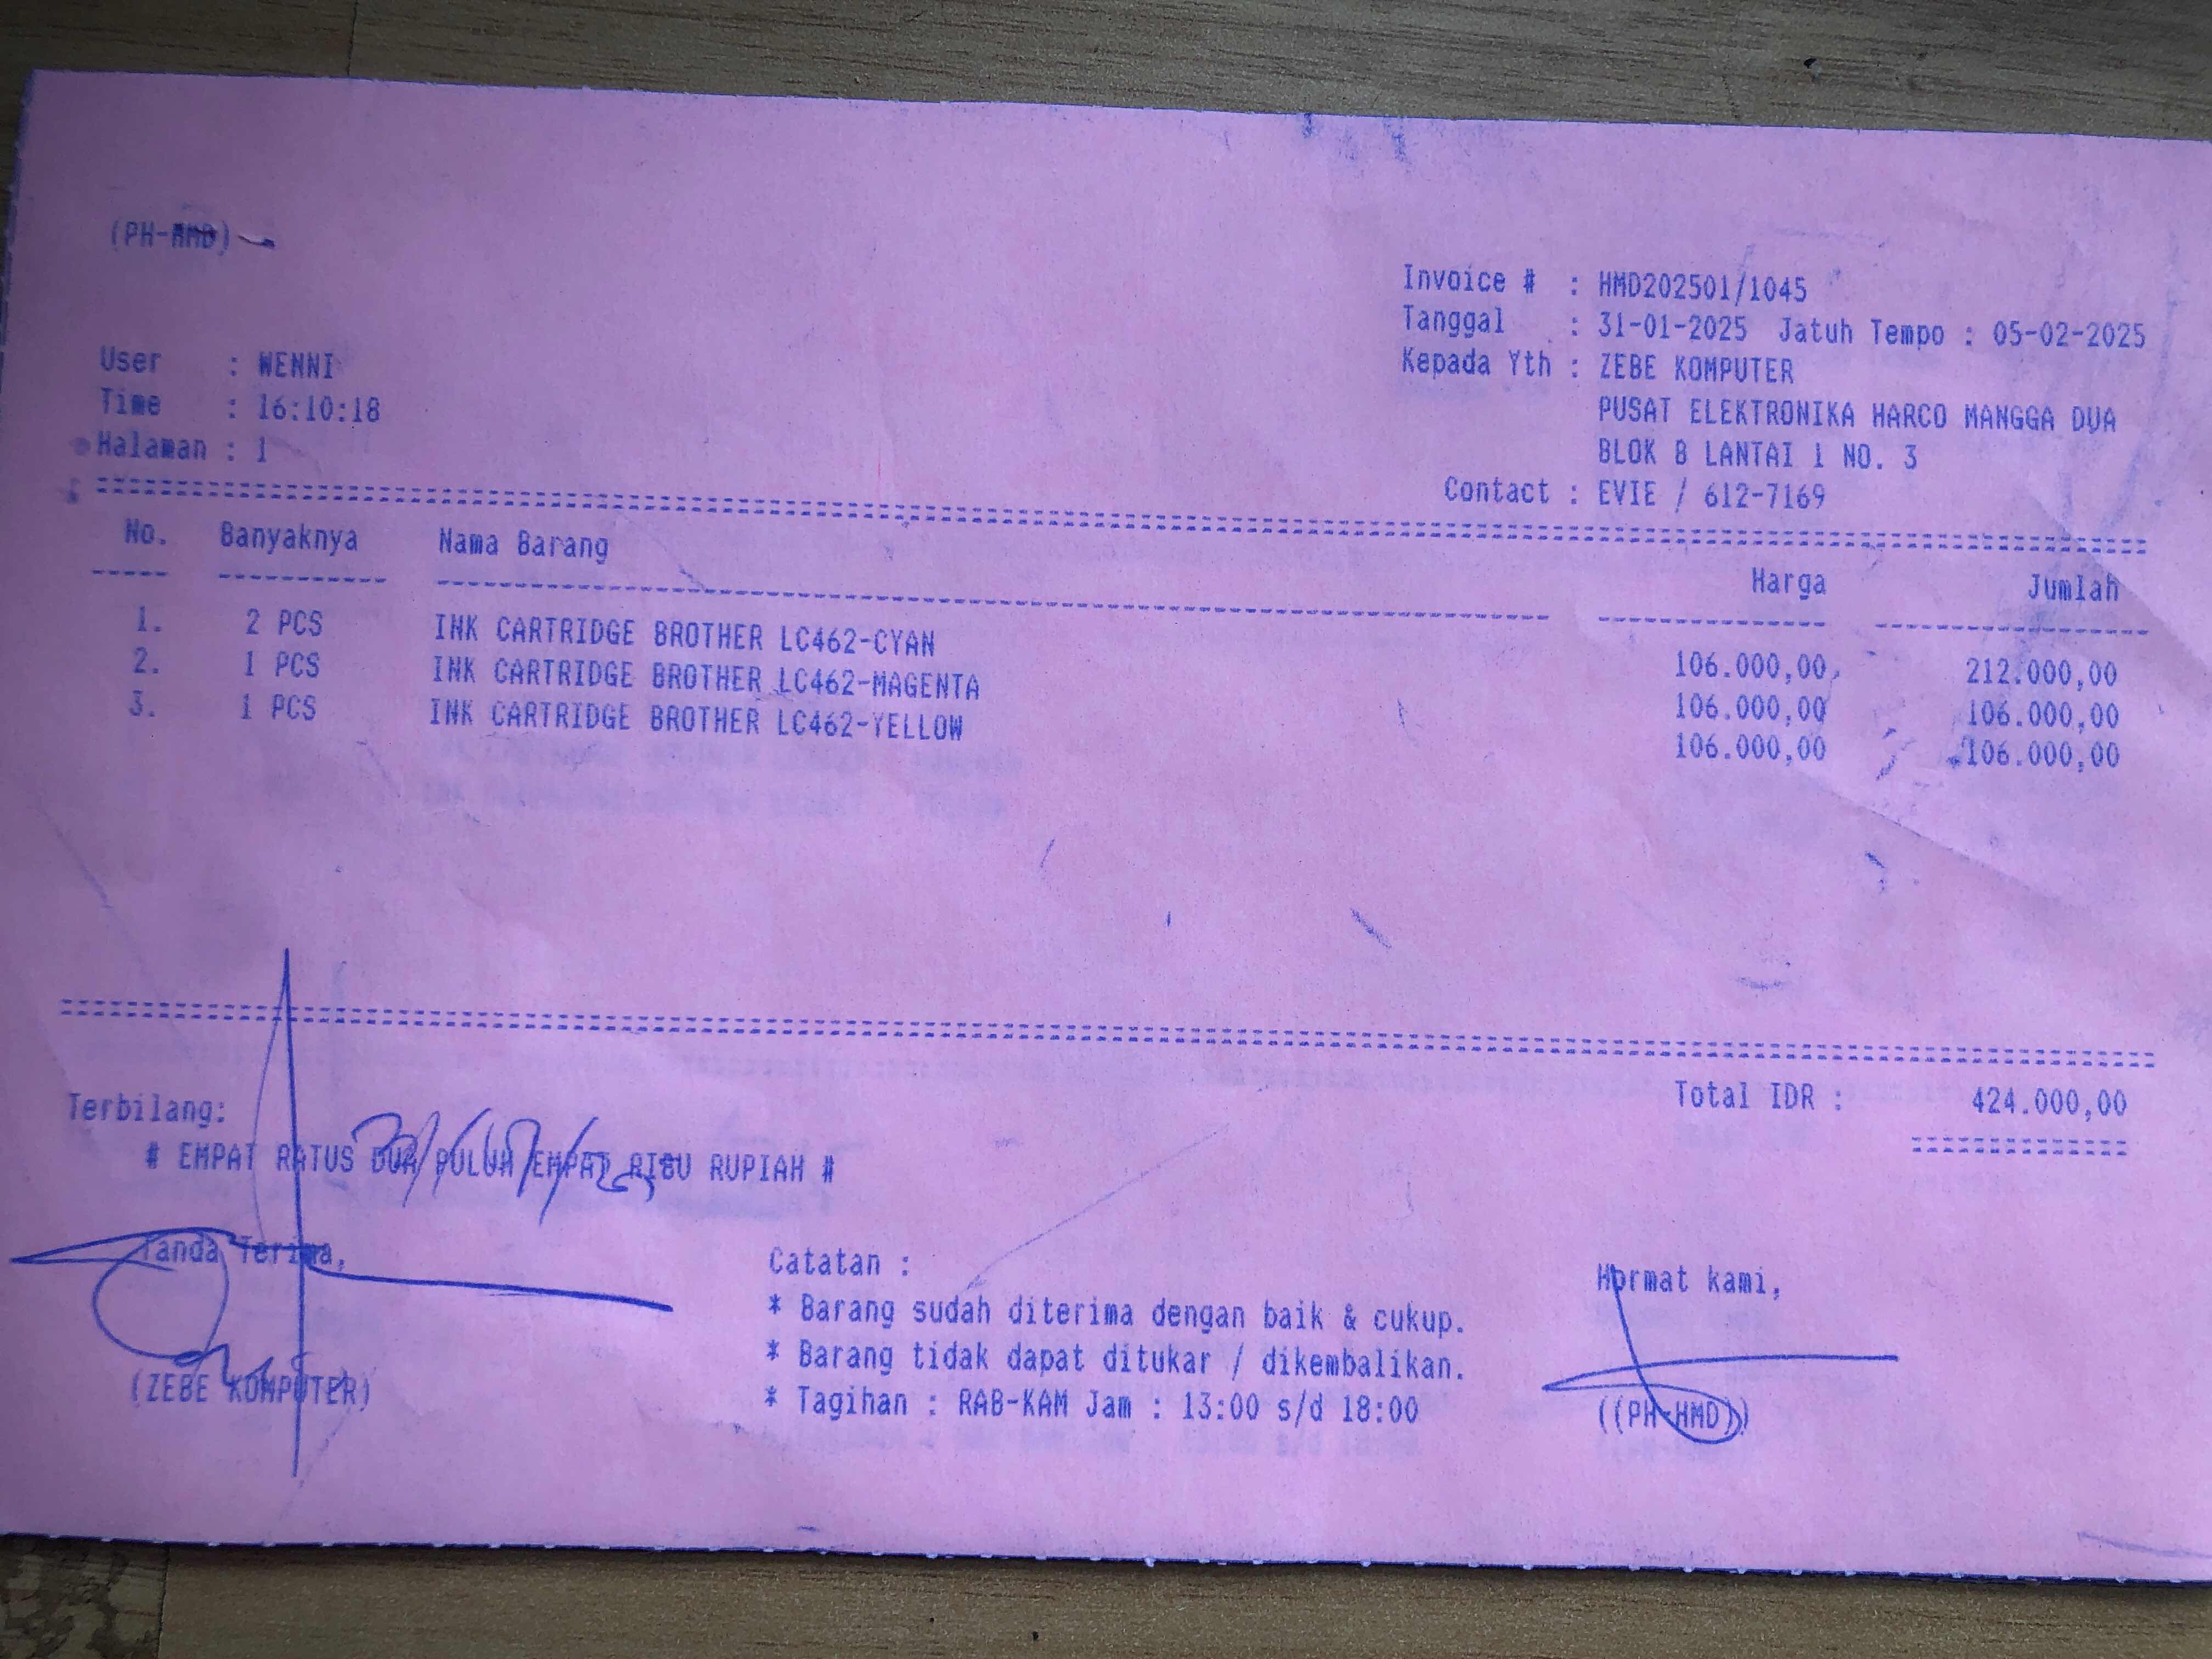 (PH-HMD)
Invoice # : HMD202501/1045
Tanggal : 31-01-2025 Jatuh Tempo : 05-02-2025
Kepada Yth : ZEBE KOMPUTER
PUSAT ELEKTRONIKA HARCO MANGGA DUA
BLOK B LANTAI 1 NO. 3
Contact : EVIE / 612-7169
User : WENNI
Time : 16:10:18
Halaman : 1
No. Banyaknya Nama Barang Harga Jumlah
1. 2 PCS INK CARTRIDGE BROTHER LC462-CYAN 106.000,00 212.000,00
2. 1 PCS INK CARTRIDGE BROTHER LC462-MAGENTA 106.000,00 106.000,00
3. 1 PCS INK CARTRIDGE BROTHER LC462-YELLOW 106.000,00 106.000,00
Total IDR : 424.000,00
Terbilang:
# EMPAT RATUS DUA PULUH EMPAT RIBU RUPIAH #
Tanda Terima,
(ZEBE KOMPUTER)
Catatan :
* Barang sudah diterima dengan baik & cukup.
* Barang tidak dapat ditukar / dikembalikan.
* Tagihan : RAB-KAM Jam : 13:00 s/d 18:00
Hormat kami,
((PH-HMD))